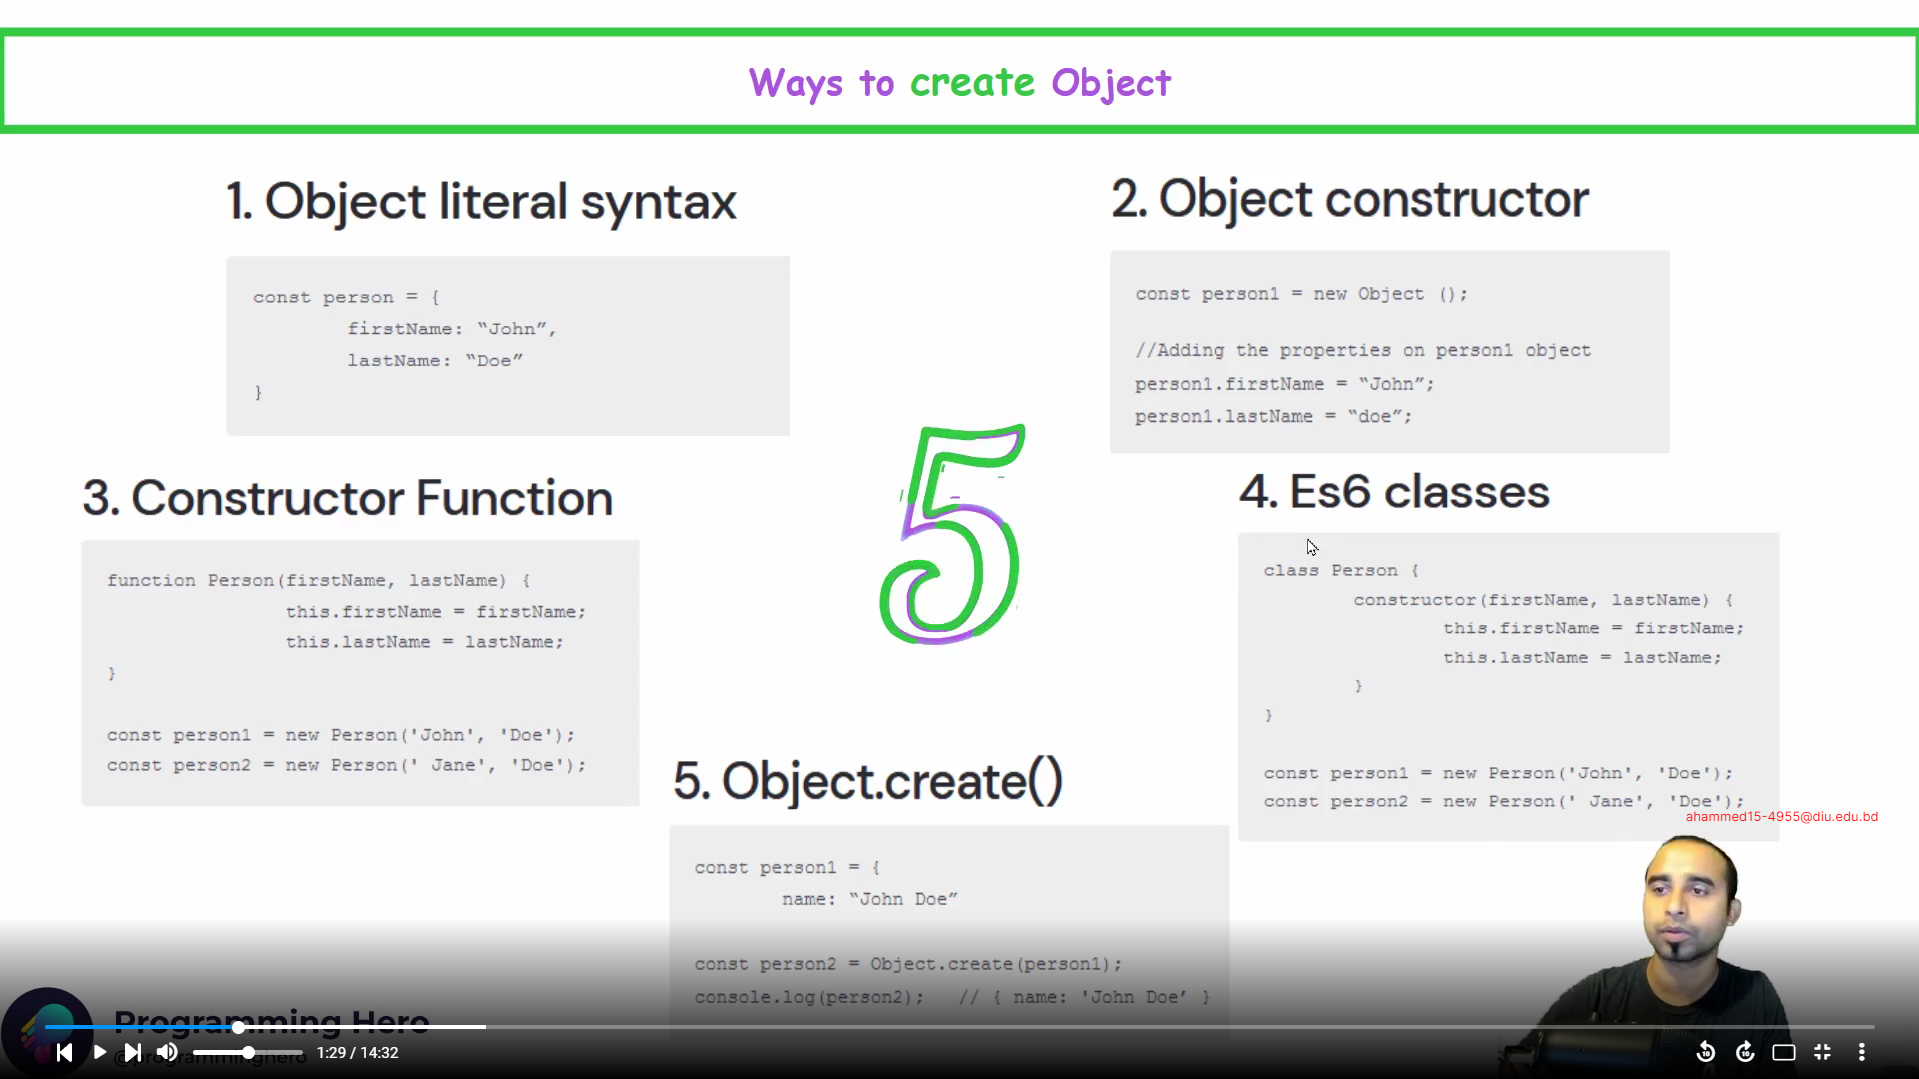 Ways to create Object
1. Object literal syntax
const person = {
firstName: “John”,
lastName: “Doe”
}
2. Object constructor
const person1 = new Object ();
//Adding the properties on person1 object
person1.firstName = “John”;
person1.lastName = “doe”;
5
3. Constructor Function
function Person(firstName, lastName) {
this.firstName = firstName;
this.lastName = lastName;
}
const person1 = new Person('John', 'Doe');
const person2 = new Person(' Jane', 'Doe');
4. Es6 classes
class Person {
constructor(firstName, lastName) {
this.firstName = firstName;
this.lastName = lastName;
}
}
const person1 = new Person('John', 'Doe');
const person2 = new Person(' Jane', 'Doe');
ahammed15-4955@diu.edu.bd
5. Object.create()
const person1 = {
name: “John Doe”
const person2 = Object.create(person1);
console.log(person2); // { name: 'John Doe’ }
Programming Hero
@programminghero
1:29 / 14:32
10
10